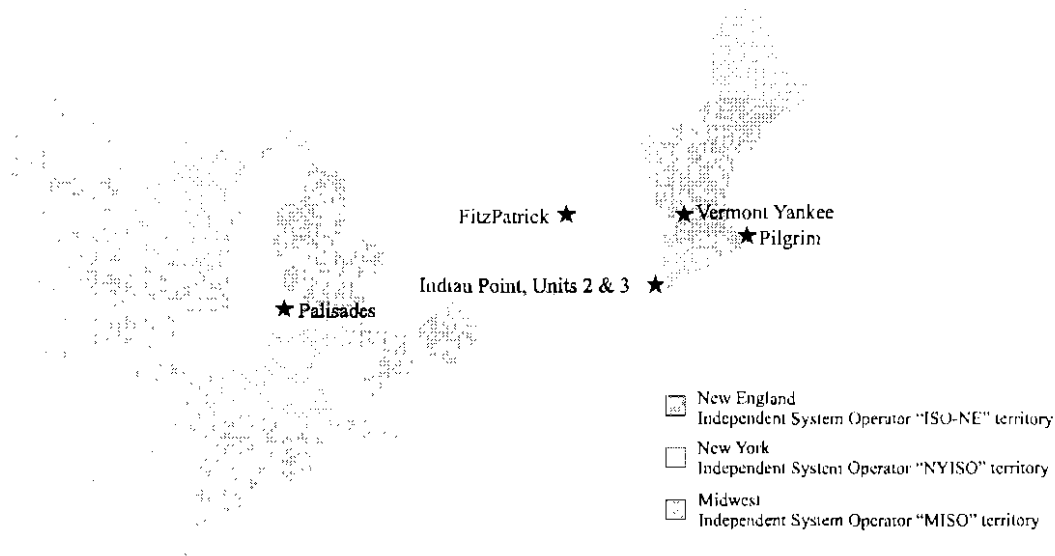 FitzPatrick
Vermont Yankee
Pilgrim
Indian Point, Units 2 & 3
Palisades
New England
Independent System Operator “ISO-NE” territory
New York
Independent System Operator “NYISO” territory
Midwest
Independent System Operator “MISO” territory